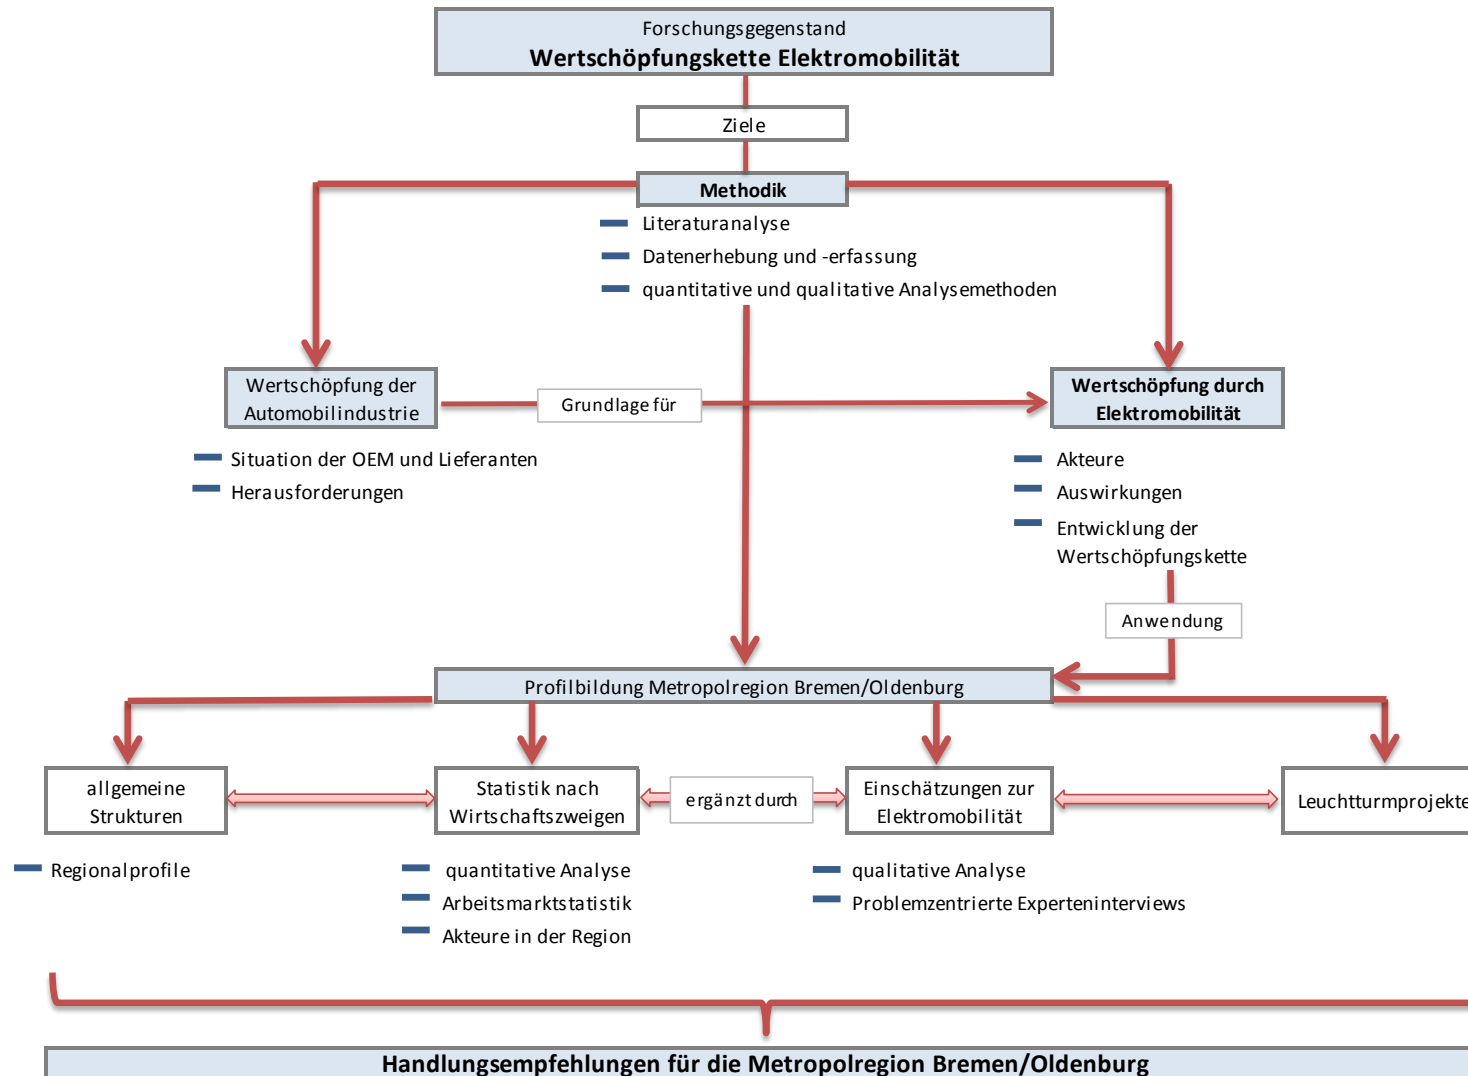 Forschungsgegenstand
Wertschöpfungskette Elektromobilität
Ziele
Methodik
Literaturanalyse
Datenerhebung und -erfassung
quantitative und qualitative Analysemethoden
Wertschöpfung der
Automobilindustrie
Grundlage für
Wertschöpfung durch
Elektromobilität
Situation der OEM und Lieferanten
Herausforderungen
Akteure
Auswirkungen
Entwicklung der
Wertschöpfungskette
Anwendung
Profilbildung Metropolregion Bremen/Oldenburg
allgemeine
Strukturen
Statistik nach
Wirtschaftszweigen
ergänzt durch
Einschätzungen zur
Elektromobilität
Leuchtturmprojekte
Regionalprofile
quantitative Analyse
Arbeitsmarktstatistik
Akteure in der Region
qualitative Analyse
Problemzentrierte Experteninterviews
Handlungsempfehlungen für die Metropolregion Bremen/Oldenburg